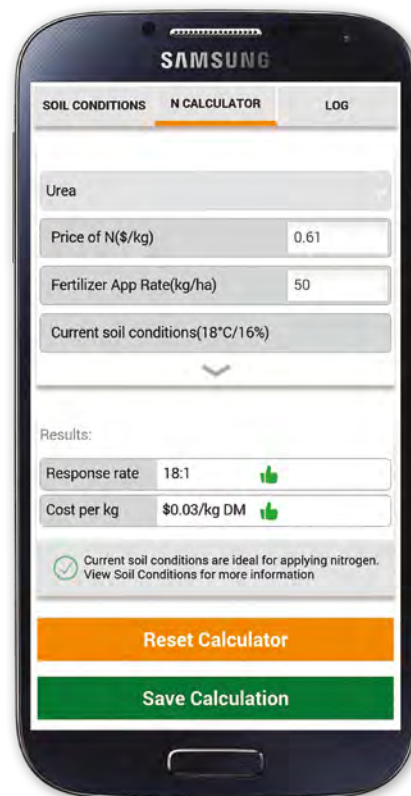 SAMSUNG
SOIL CONDITIONS N CALCULATOR LOG
Urea
Price of N($/kg) 0.61
Fertilizer App Rate(kg/ha) 50
Current soil conditions(18°C/16%)
Results:
Response rate 18:1
Cost per kg $0.03/kg DM
Current soil conditions are ideal for applying nitrogen.
View Soil Conditions for more information
Reset Calculator
Save Calculation